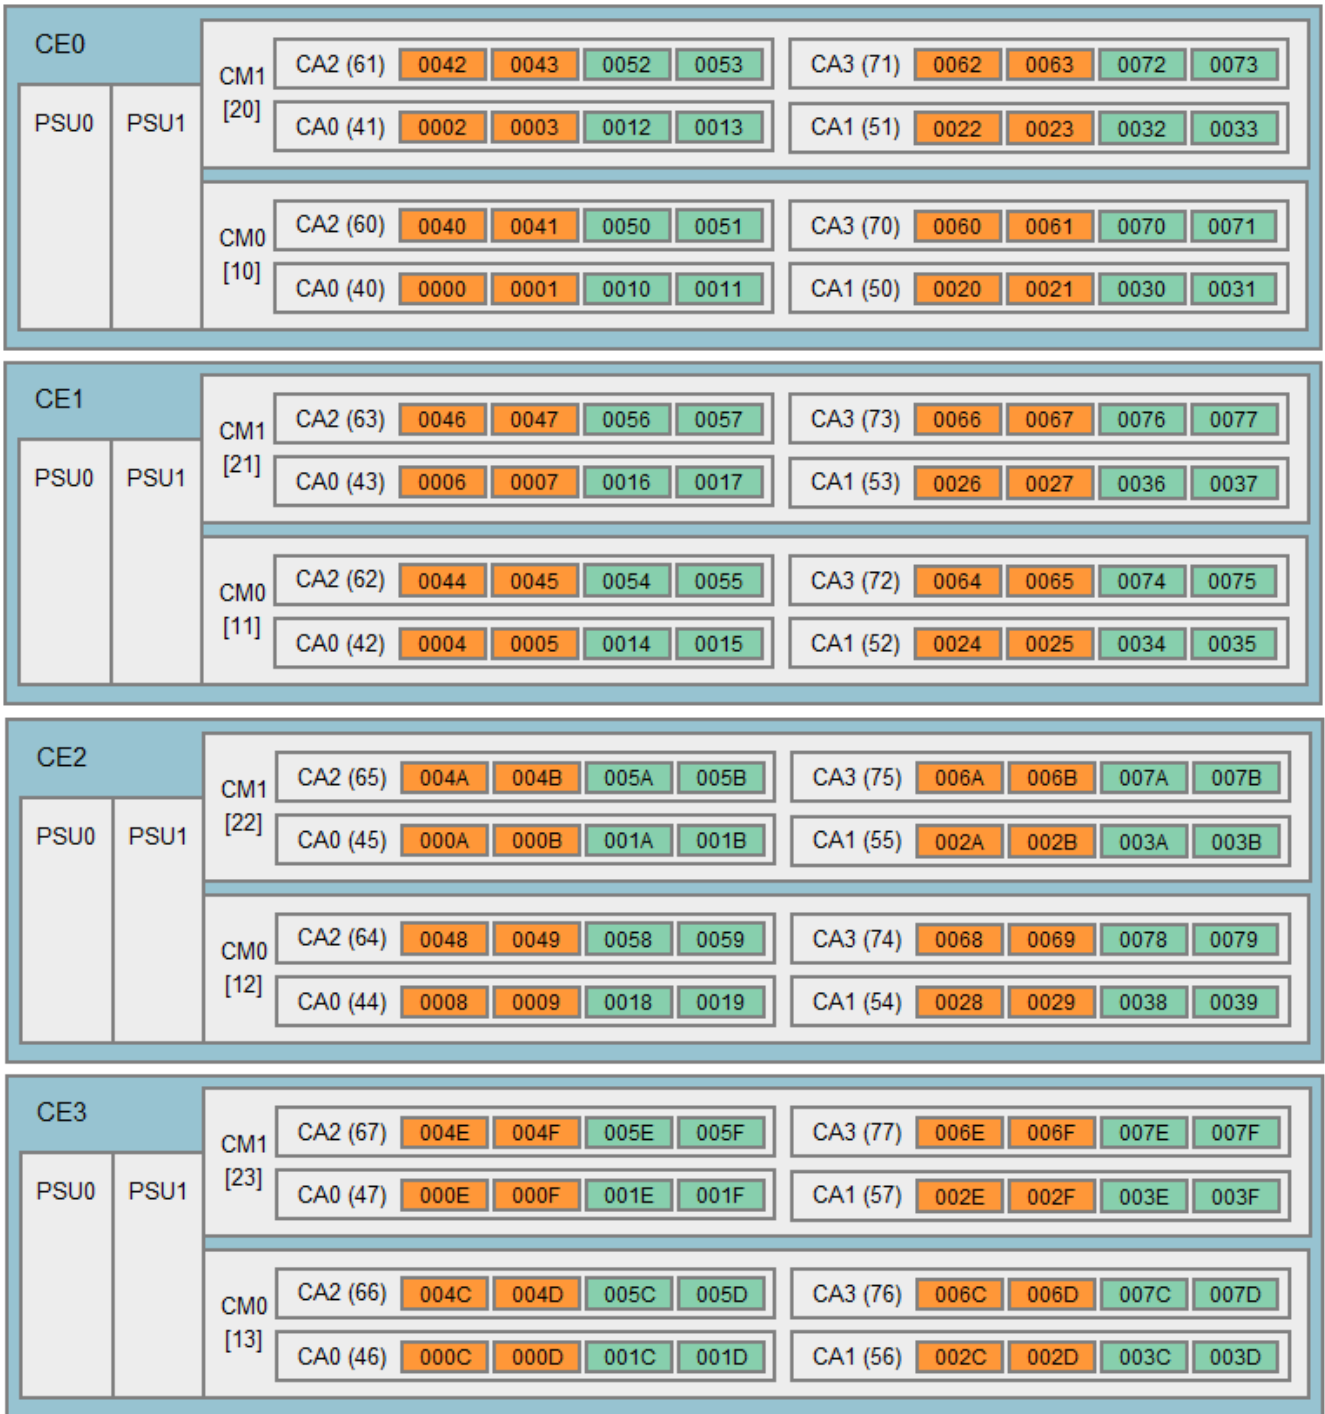 CE0
PSU0 PSU1
CM1
[20]
CA2 (61) 0042 0043 0052 0053 CA3 (71) 0062 0063 0072 0073
CA0 (41) 0002 0003 0012 0013 CA1 (51) 0022 0023 0032 0033
CM0
[10]
CA2 (60) 0040 0041 0050 0051 CA3 (70) 0060 0061 0070 0071
CA0 (40) 0000 0001 0010 0011 CA1 (50) 0020 0021 0030 0031
CE1
PSU0 PSU1
CM1
[21]
CA2 (63) 0046 0047 0056 0057 CA3 (73) 0066 0067 0076 0077
CA0 (43) 0006 0007 0016 0017 CA1 (53) 0026 0027 0036 0037
CM0
[11]
CA2 (62) 0044 0045 0054 0055 CA3 (72) 0064 0065 0074 0075
CA0 (42) 0004 0005 0014 0015 CA1 (52) 0024 0025 0034 0035
CE2
PSU0 PSU1
CM1
[22]
CA2 (65) 004A 004B 005A 005B CA3 (75) 006A 006B 007A 007B
CA0 (45) 000A 000B 001A 001B CA1 (55) 002A 002B 003A 003B
CM0
[12]
CA2 (64) 0048 0049 0058 0059 CA3 (74) 0068 0069 0078 0079
CA0 (44) 0008 0009 0018 0019 CA1 (54) 0028 0029 0038 0039
CE3
PSU0 PSU1
CM1
[23]
CA2 (67) 004E 004F 005E 005F CA3 (77) 006E 006F 007E 007F
CA0 (47) 000E 000F 001E 001F CA1 (57) 002E 002F 003E 003F
CM0
[13]
CA2 (66) 004C 004D 005C 005D CA3 (76) 006C 006D 007C 007D
CA0 (46) 000C 000D 001C 001D CA1 (56) 002C 002D 003C 003D